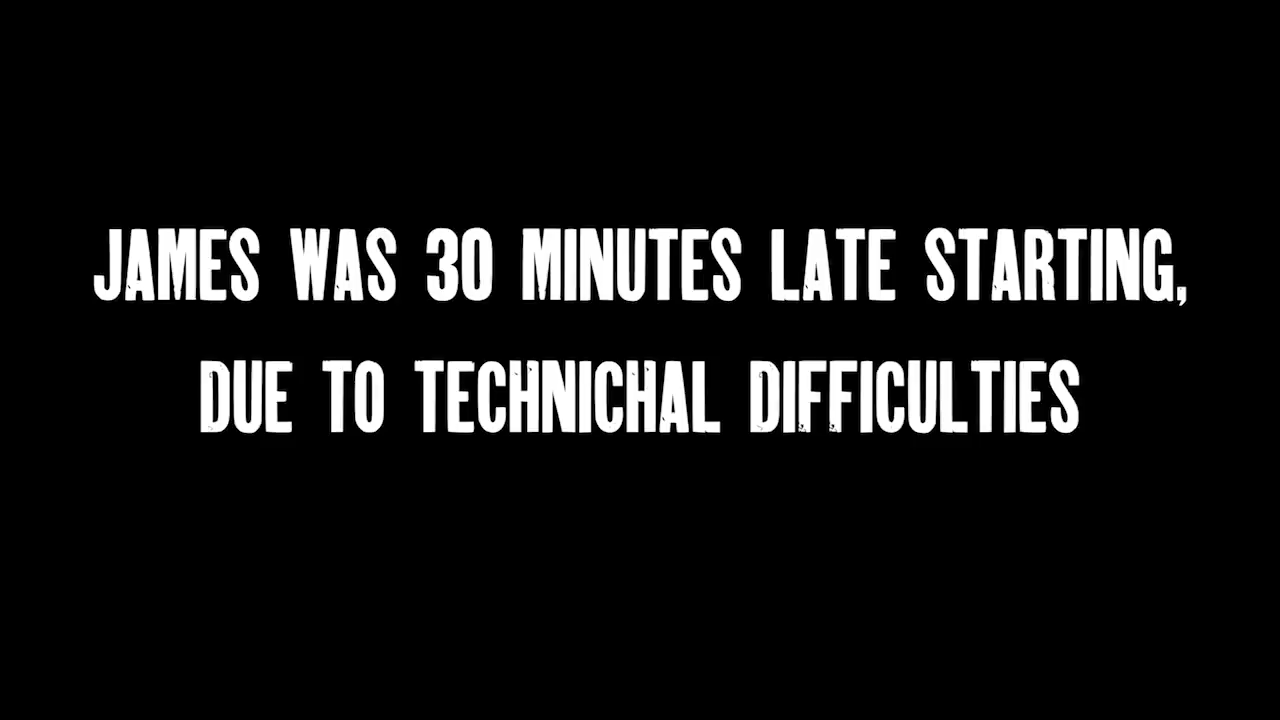 JAMES WAS 30 MINUTES LATE STARTING,
DUE TO TECHNICHAL DIFFICULTIES